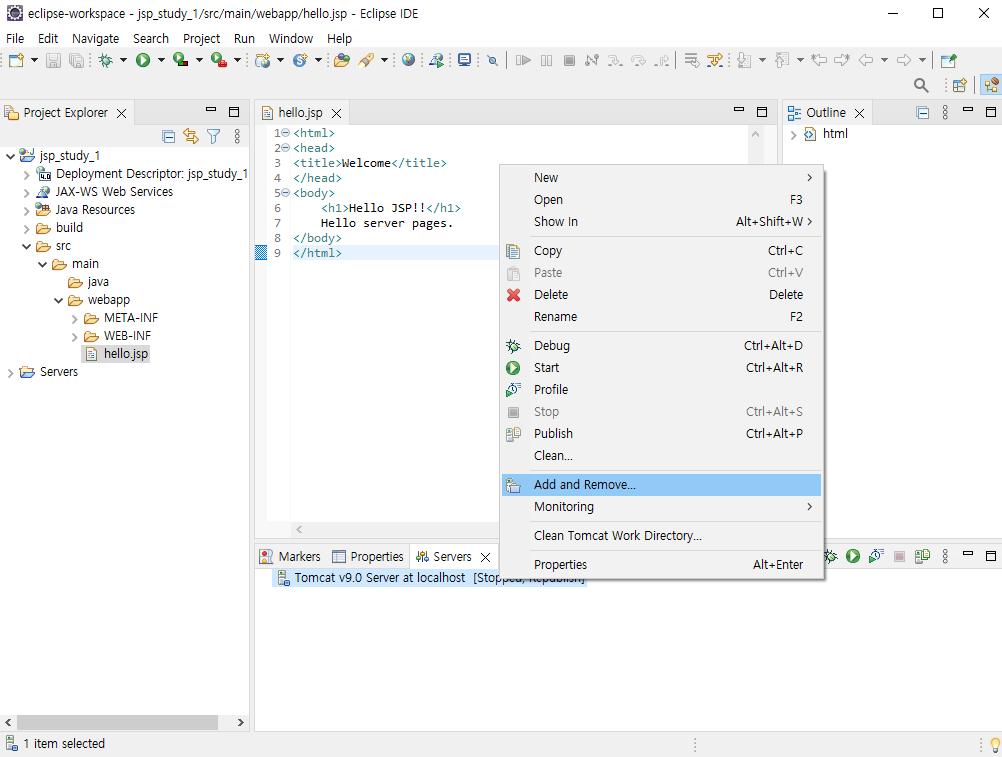 eclipse-workspace - jsp_study_1/src/main/webapp/hello.jsp - Eclipse IDE
File Edit Navigate Search Project Run Window Help
Project Explorer
jsp_study_1
4.0 Deployment Descriptor: jsp_study_1
JAX-WS Web Services
Java Resources
build
src
main
java
webapp
META-INF
WEB-INF
hello.jsp
Servers
hello.jsp
1 <html>
2 <head>
3 <title>Welcome</title>
4 </head>
5 <body>
6 <h1>Hello JSP!!</h1>
7 Hello server pages.
8 </body>
9 </html>
Outline
html
New
Open F3
Show In Alt+Shift+W
Copy Ctrl+C
Paste Ctrl+V
Delete Delete
Rename F2
Debug Ctrl+Alt+D
Start Ctrl+Alt+R
Profile
Stop Ctrl+Alt+S
Publish Ctrl+Alt+P
Clean...
Add and Remove...
Monitoring
Clean Tomcat Work Directory...
Properties Alt+Enter
Markers Properties Servers
Tomcat v9.0 Server at localhost [Stopped, Republish]
1 item selected